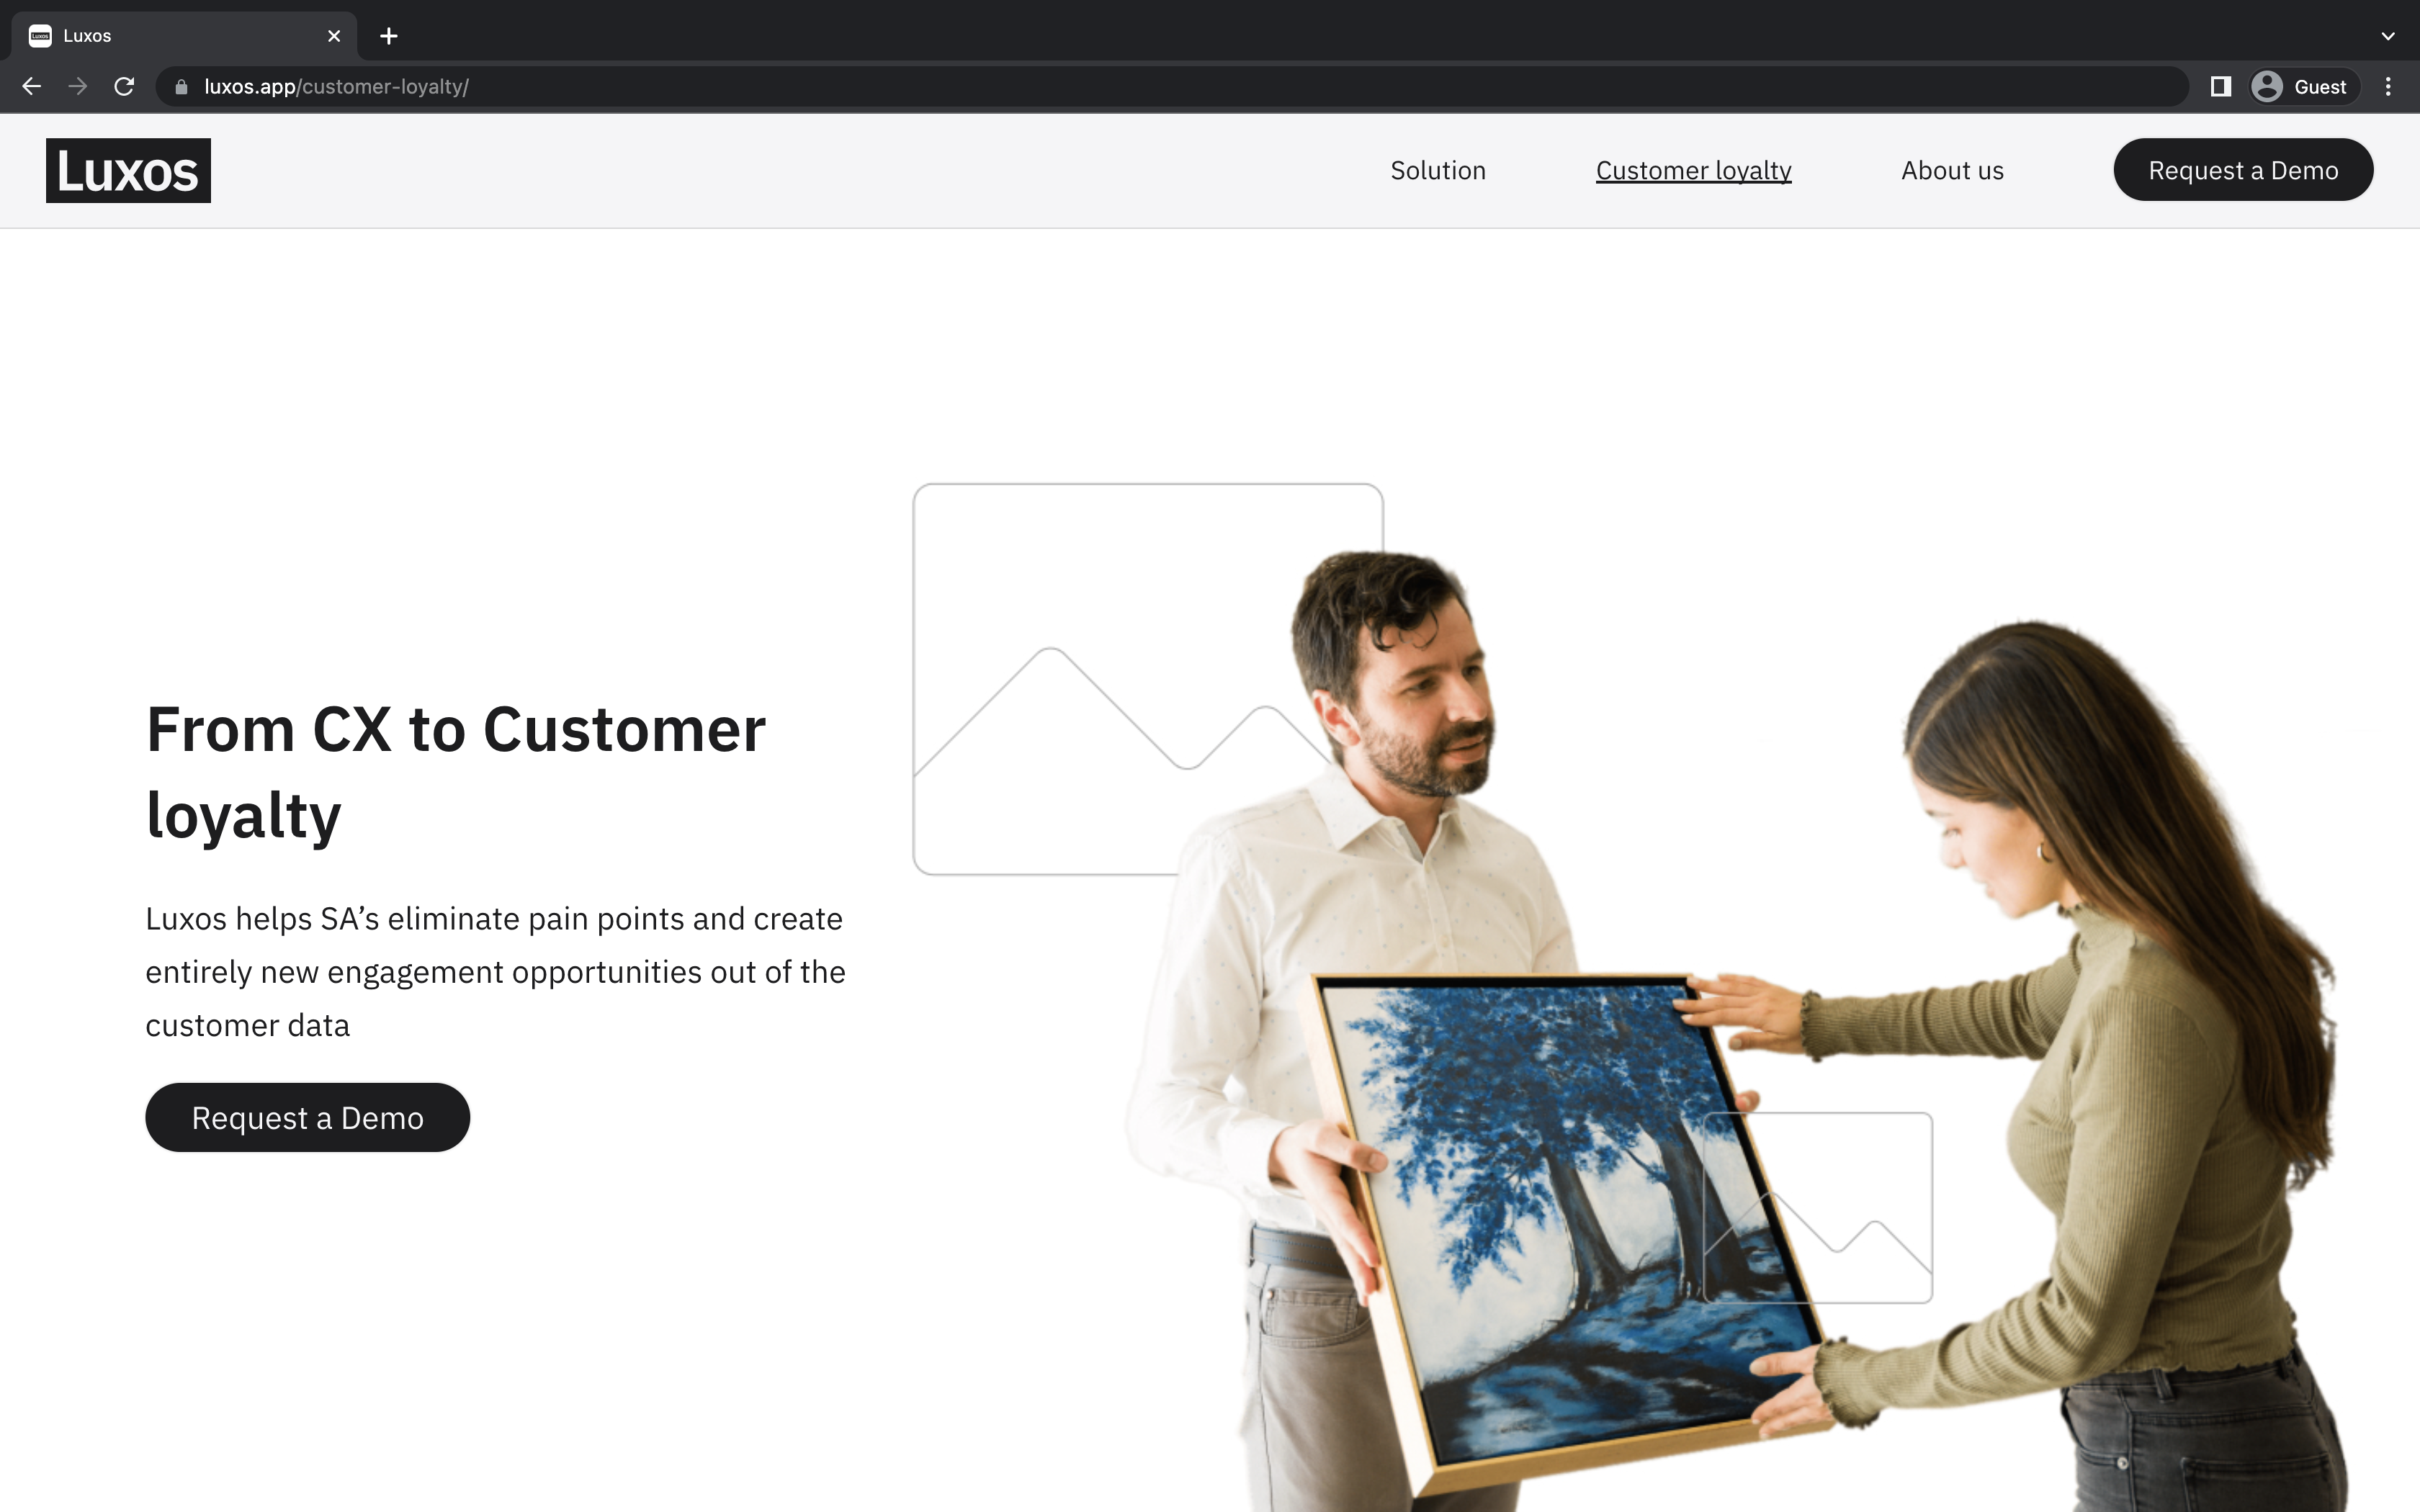 Luxos
luxos.app/customer-loyalty/
Guest
Luxos
Solution
Customer loyalty
About us
Request a Demo
From CX to Customer
loyalty
Luxos helps SA’s eliminate pain points and create
entirely new engagement opportunities out of the
customer data
Request a Demo